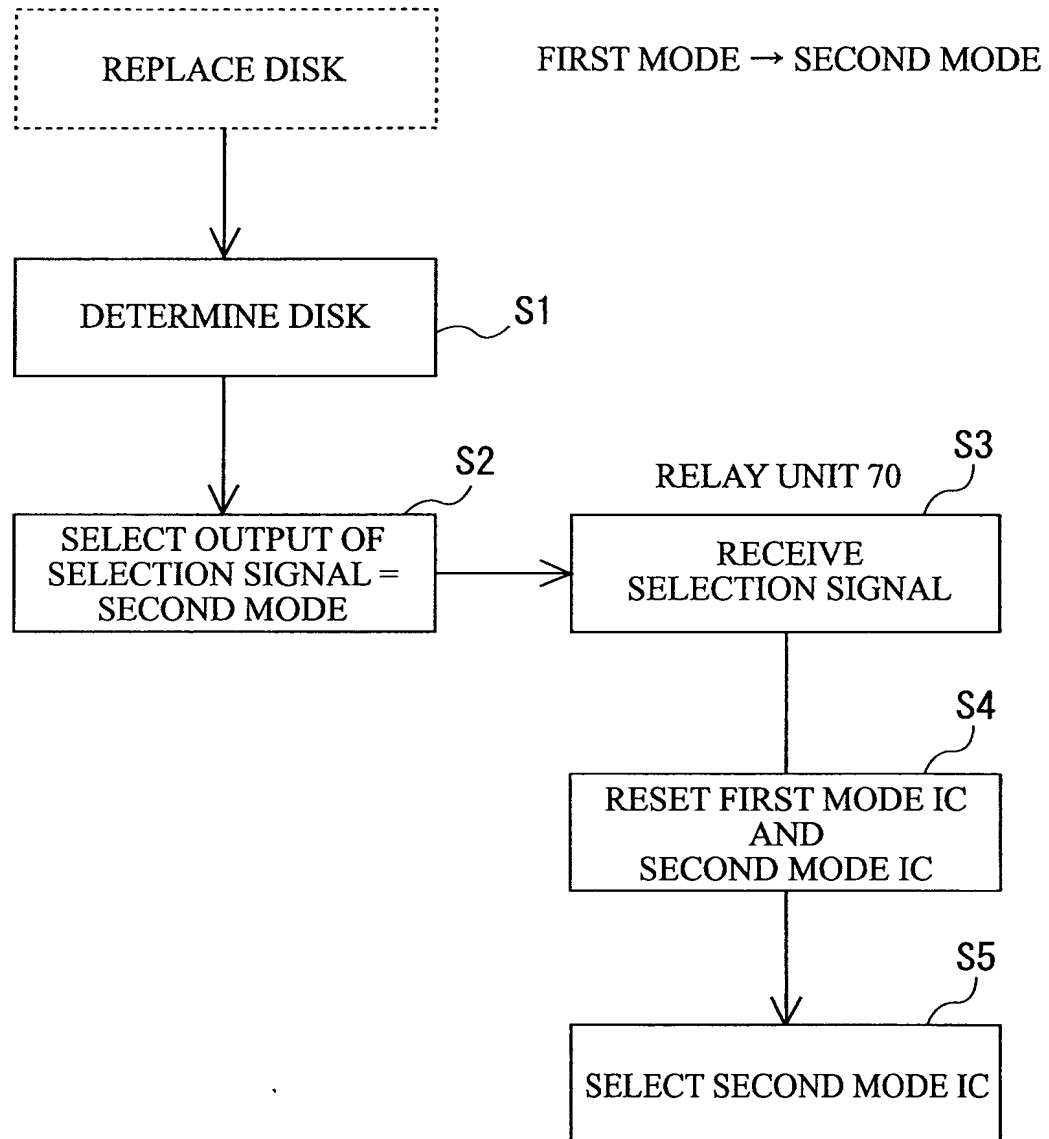 REPLACE DISK
FIRST MODE → SECOND MODE
DETERMINE DISK
S1
S2
SELECT OUTPUT OF
SELECTION SIGNAL =
SECOND MODE
RELAY UNIT 70
S3
RECEIVE
SELECTION SIGNAL
S4
RESET FIRST MODE IC
AND
SECOND MODE IC
S5
SELECT SECOND MODE IC